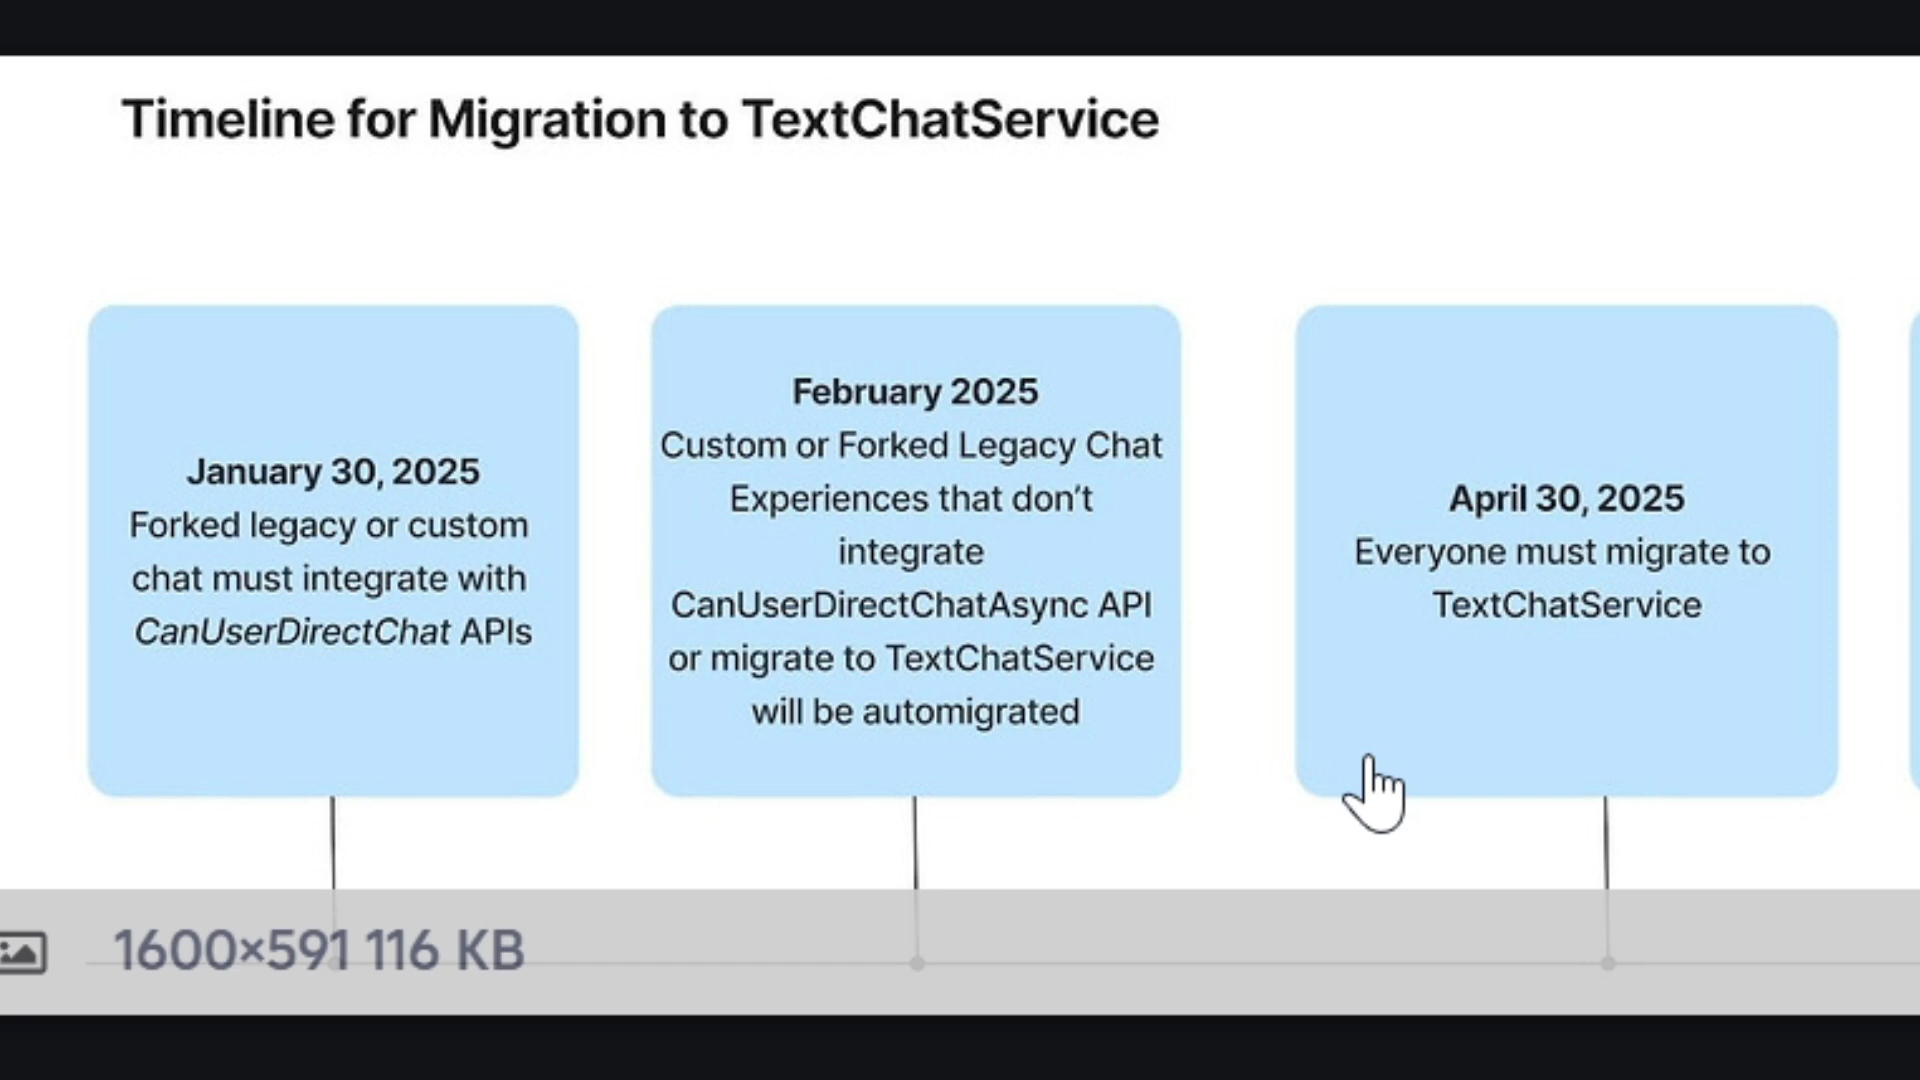 Timeline for Migration to TextChatService
January 30, 2025
Forked legacy or custom
chat must integrate with
CanUserDirectChat APIs
February 2025
Custom or Forked Legacy Chat
Experiences that don’t
integrate
CanUserDirectChatAsync API
or migrate to TextChatService
will be automigrated
April 30, 2025
Everyone must migrate to
TextChatService
1600×591 116 KB